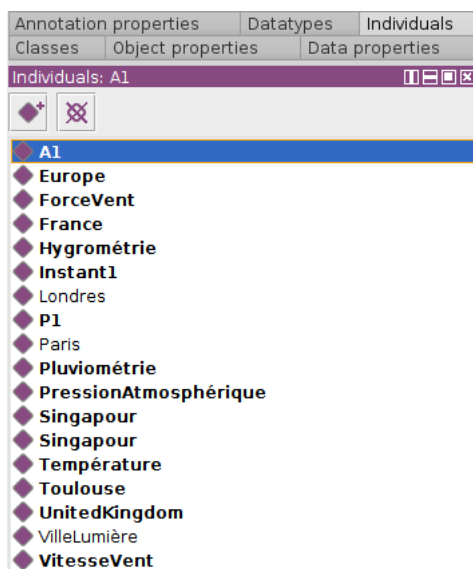 Annotation properties Datatypes Individuals
Classes Object properties Data properties
Individuals: A1
A1
Europe
ForceVent
France
Hygrométrie
Instant1
Londres
P1
Paris
Pluviométrie
PressionAtmosphérique
Singapour
Singapour
Température
Toulouse
UnitedKingdom
VilleLumière
VitesseVent